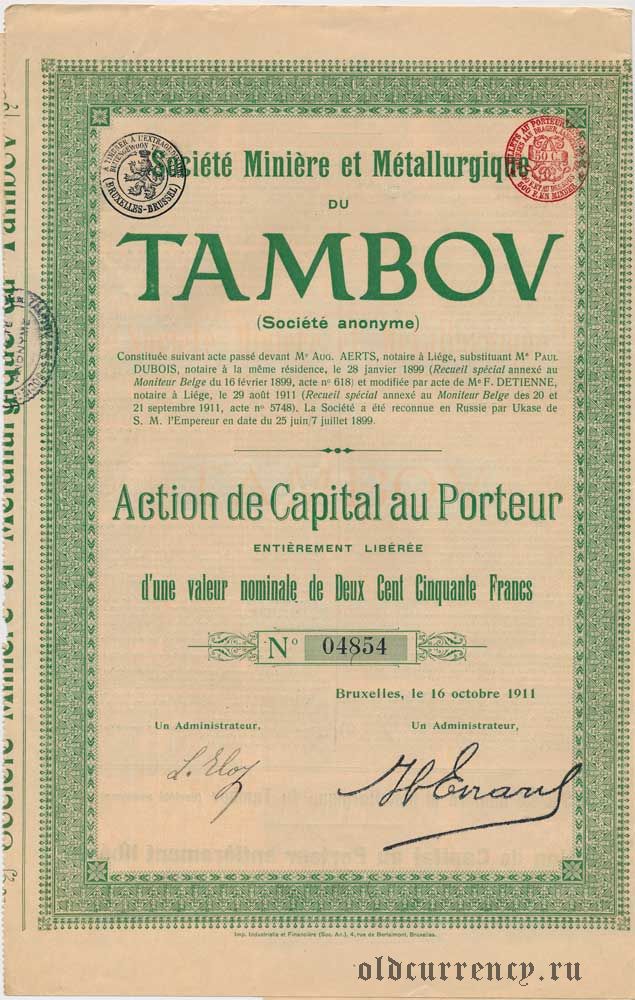 Société Minière et Métallurgique
DU
TAMBOV
(Société anonyme)
Constituée suivant acte passé devant Mᵉ Aug. AERTS, notaire à Liége, substituant Mᵉ Paul
DUBOIS, notaire à la même résidence, le 28 janvier 1899 (Recueil spécial annexé au
Moniteur Belge du 16 février 1899, acte nº 618) et modifiée par acte de Mᵉ F. DETIENNE,
notaire à Liége, le 29 août 1911 (Recueil spécial annexé au Moniteur Belge des 20 et
21 septembre 1911, acte nº 5748). La Société a été reconnue en Russie par Ukase de
S. M. l'Empereur en date du 25 juin/7 juillet 1899.
Action de Capital au Porteur
ENTIÈREMENT LIBÉRÉE
d'une valeur nominale de Deux Cent Cinquante Francs
Nº 04854
Bruxelles, le 16 octobre 1911
Un Administrateur, Un Administrateur,
L. Eloy
Imp. Industrielle et Financière (Soc. An.), 4, rue de Berlaimont, Bruxelles.
BRUXELLES-BRUSSEL
50 C.
oldcurrency.ru